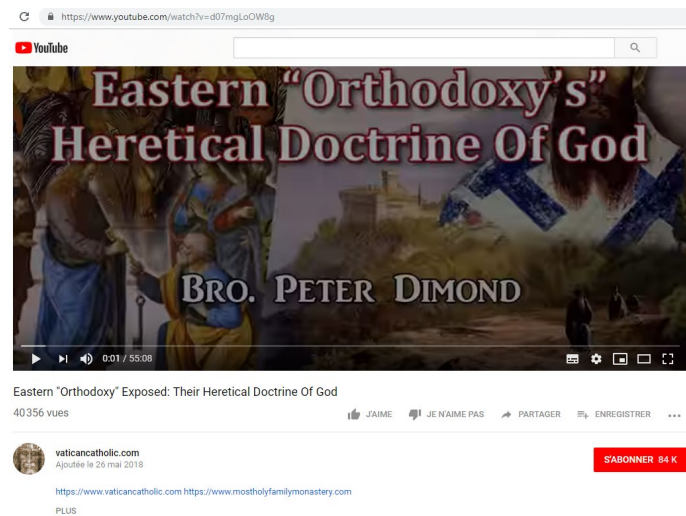 https://www.youtube.com/watch?v=d07mgLoOW8g
YouTube
Eastern “Orthodoxy’s”
Heretical Doctrine Of God
BRO. PETER DIMOND
0:01 / 55:08
Eastern "Orthodoxy" Exposed: Their Heretical Doctrine Of God
40 356 vues
J'AIME JE N'AIME PAS PARTAGER ENREGISTRER
vaticancatholic.com
Ajoutée le 26 mai 2018
S'ABONNER 84 K
https://www.vaticancatholic.com https://www.mostholyfamilymonastery.com
PLUS